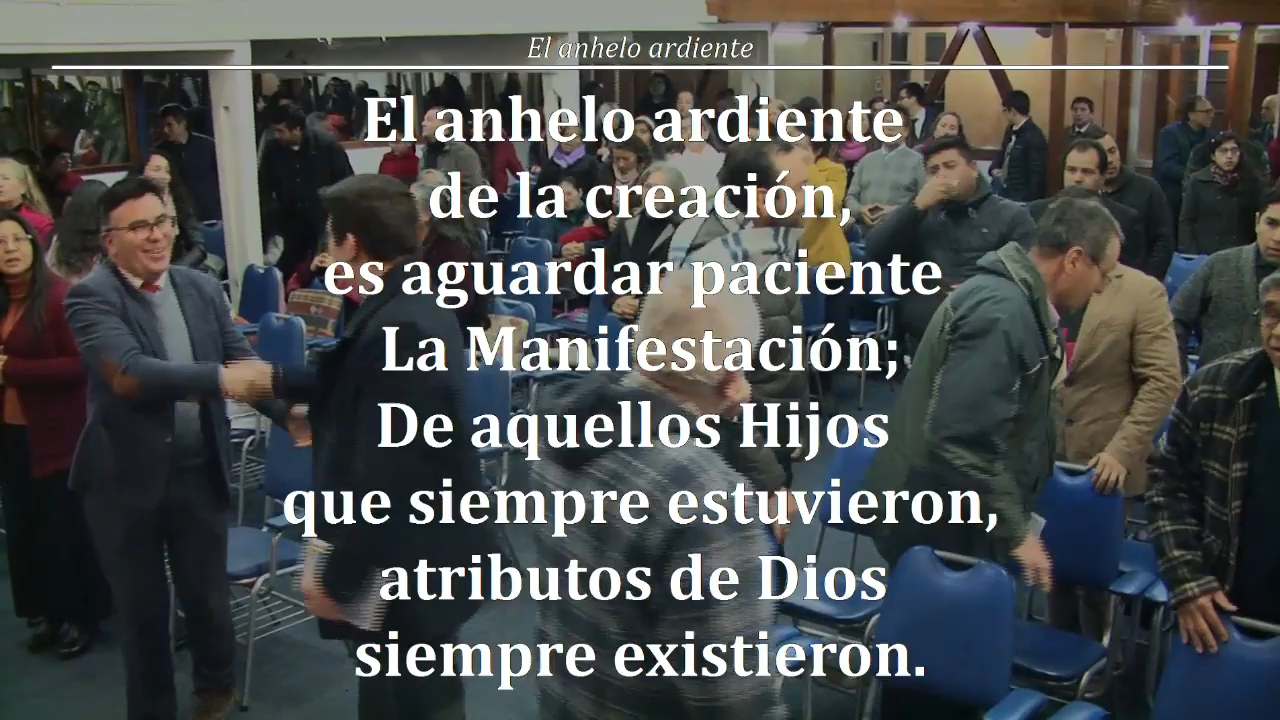 El anhelo ardiente
El anhelo ardiente
de la creación,
es aguardar paciente
La Manifestación;
De aquellos Hijos
que siempre estuvieron,
atributos de Dios
siempre existieron.